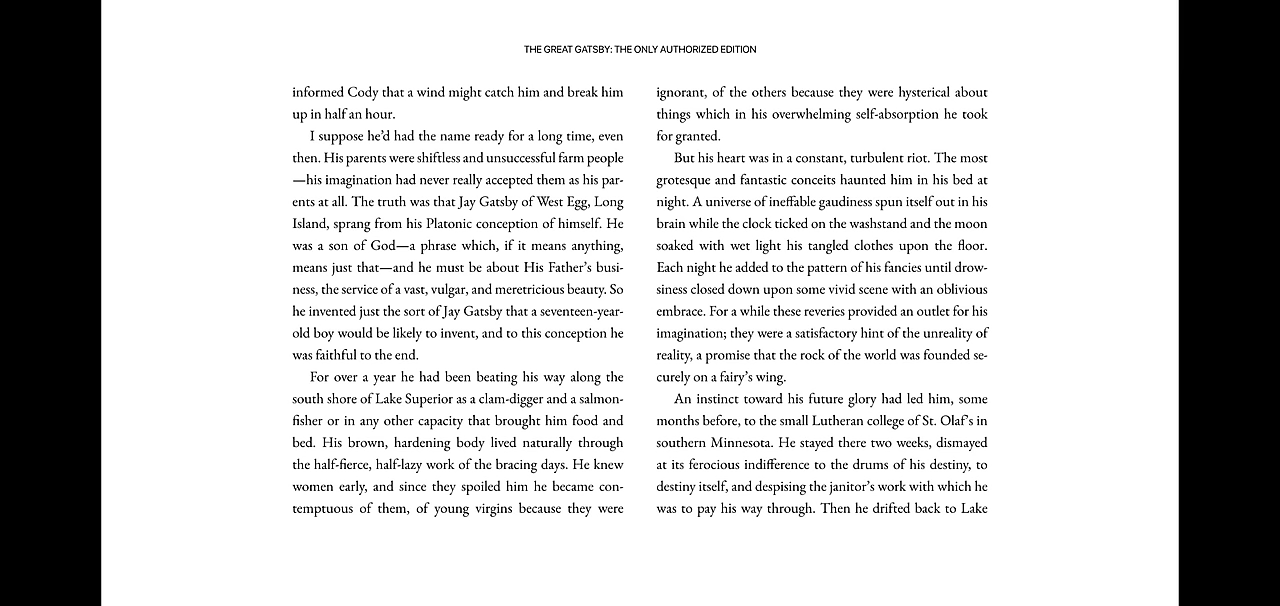 THE GREAT GATSBY: THE ONLY AUTHORIZED EDITION
informed Cody that a wind might catch him and break him
up in half an hour.
I suppose he’d had the name ready for a long time, even
then. His parents were shiftless and unsuccessful farm people
—his imagination had never really accepted them as his par-
ents at all. The truth was that Jay Gatsby of West Egg, Long
Island, sprang from his Platonic conception of himself. He
was a son of God—a phrase which, if it means anything,
means just that—and he must be about His Father’s busi-
ness, the service of a vast, vulgar, and meretricious beauty. So
he invented just the sort of Jay Gatsby that a seventeen-year-
old boy would be likely to invent, and to this conception he
was faithful to the end.
For over a year he had been beating his way along the
south shore of Lake Superior as a clam-digger and a salmon-
fisher or in any other capacity that brought him food and
bed. His brown, hardening body lived naturally through
the half-fierce, half-lazy work of the bracing days. He knew
women early, and since they spoiled him he became con-
temptuous of them, of young virgins because they were
ignorant, of the others because they were hysterical about
things which in his overwhelming self-absorption he took
for granted.
But his heart was in a constant, turbulent riot. The most
grotesque and fantastic conceits haunted him in his bed at
night. A universe of ineffable gaudiness spun itself out in his
brain while the clock ticked on the washstand and the moon
soaked with wet light his tangled clothes upon the floor.
Each night he added to the pattern of his fancies until drow-
siness closed down upon some vivid scene with an oblivious
embrace. For a while these reveries provided an outlet for his
imagination; they were a satisfactory hint of the unreality of
reality, a promise that the rock of the world was founded se-
curely on a fairy’s wing.
An instinct toward his future glory had led him, some
months before, to the small Lutheran college of St. Olaf’s in
southern Minnesota. He stayed there two weeks, dismayed
at its ferocious indifference to the drums of his destiny, to
destiny itself, and despising the janitor’s work with which he
was to pay his way through. Then he drifted back to Lake